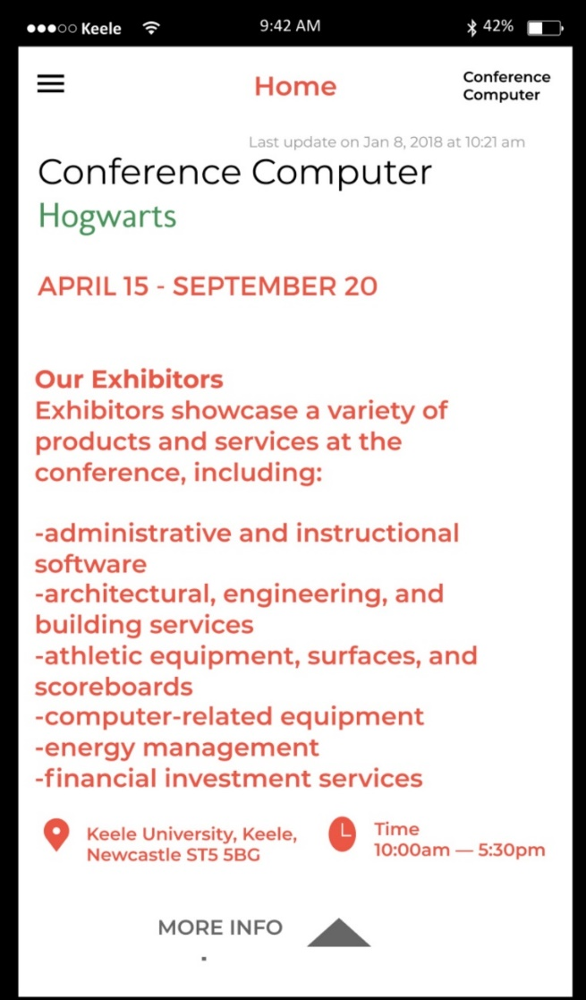 Keele
9:42 AM
42%
Home
Conference
Computer
Last update on Jan 8, 2018 at 10:21 am
Conference Computer
Hogwarts
APRIL 15 - SEPTEMBER 20
Our Exhibitors
Exhibitors showcase a variety of
products and services at the
conference, including:
-administrative and instructional
software
-architectural, engineering, and
building services
-athletic equipment, surfaces, and
scoreboards
-computer-related equipment
-energy management
-financial investment services
Keele University, Keele,
Newcastle ST5 5BG
Time
10:00am — 5:30pm
MORE INFO